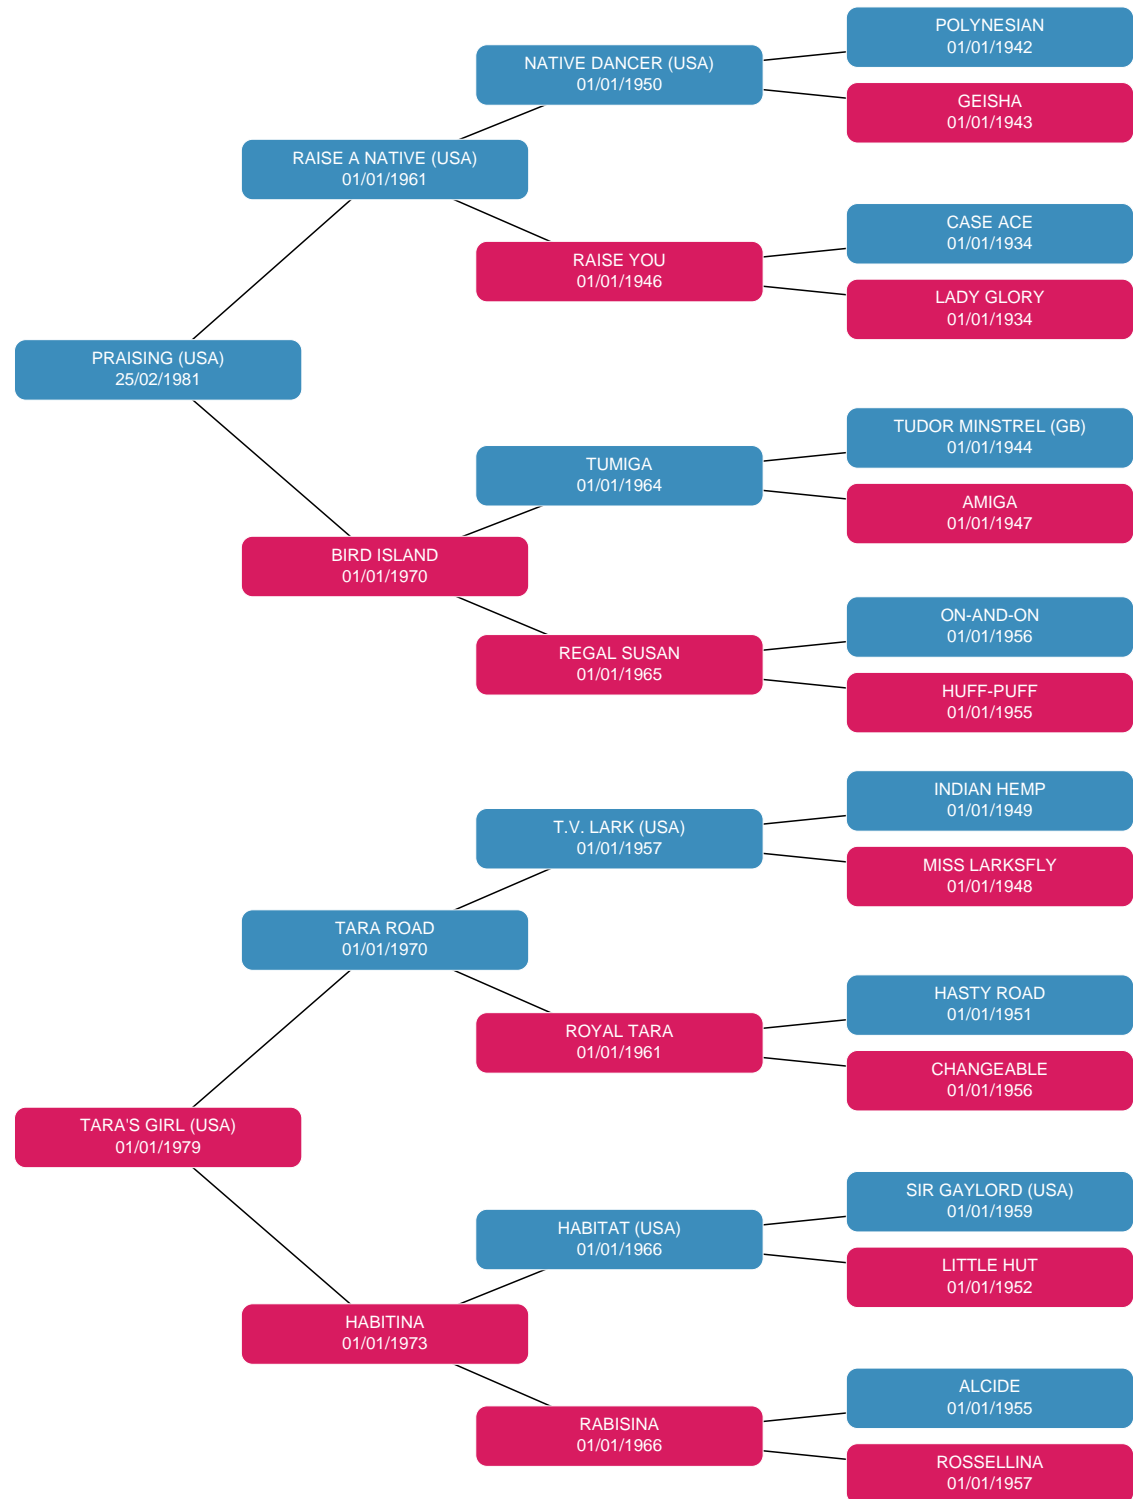 POLYNESIAN
01/01/1942
NATIVE DANCER (USA)
01/01/1950
GEISHA
01/01/1943
RAISE A NATIVE (USA)
01/01/1961
CASE ACE
01/01/1934
RAISE YOU
01/01/1946
LADY GLORY
01/01/1934
PRAISING (USA)
25/02/1981
TUDOR MINSTREL (GB)
01/01/1944
TUMIGA
01/01/1964
AMIGA
01/01/1947
BIRD ISLAND
01/01/1970
ON-AND-ON
01/01/1956
REGAL SUSAN
01/01/1965
HUFF-PUFF
01/01/1955
INDIAN HEMP
01/01/1949
T.V. LARK (USA)
01/01/1957
MISS LARKSFLY
01/01/1948
TARA ROAD
01/01/1970
HASTY ROAD
01/01/1951
ROYAL TARA
01/01/1961
CHANGEABLE
01/01/1956
TARA'S GIRL (USA)
01/01/1979
SIR GAYLORD (USA)
01/01/1959
HABITAT (USA)
01/01/1966
LITTLE HUT
01/01/1952
HABITINA
01/01/1973
ALCIDE
01/01/1955
RABISINA
01/01/1966
ROSSELLINA
01/01/1957